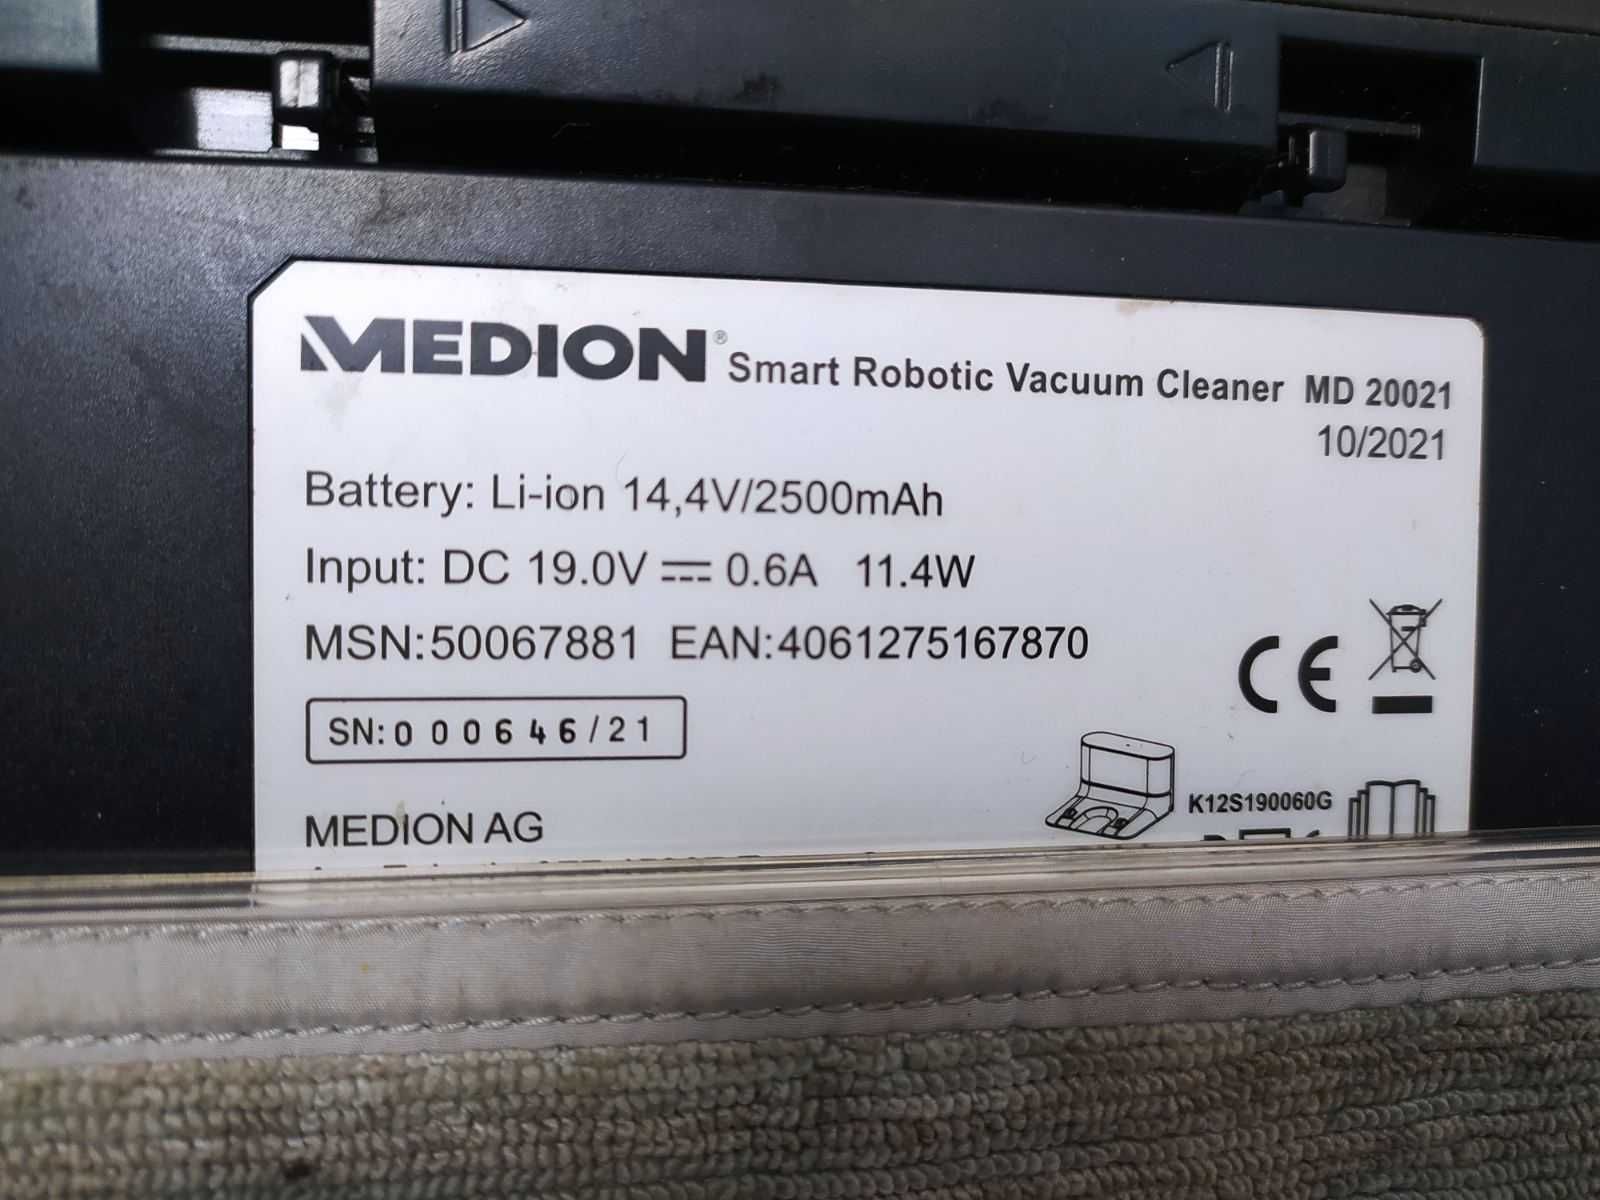 MEDION® Smart Robotic Vacuum Cleaner MD 20021
10/2021
Battery: Li-ion 14,4V/2500mAh
Input: DC 19.0V ⎓ 0.6A 11.4W
MSN:50067881 EAN:4061275167870
CE
SN:000646/21
K12S190060G
MEDION AG